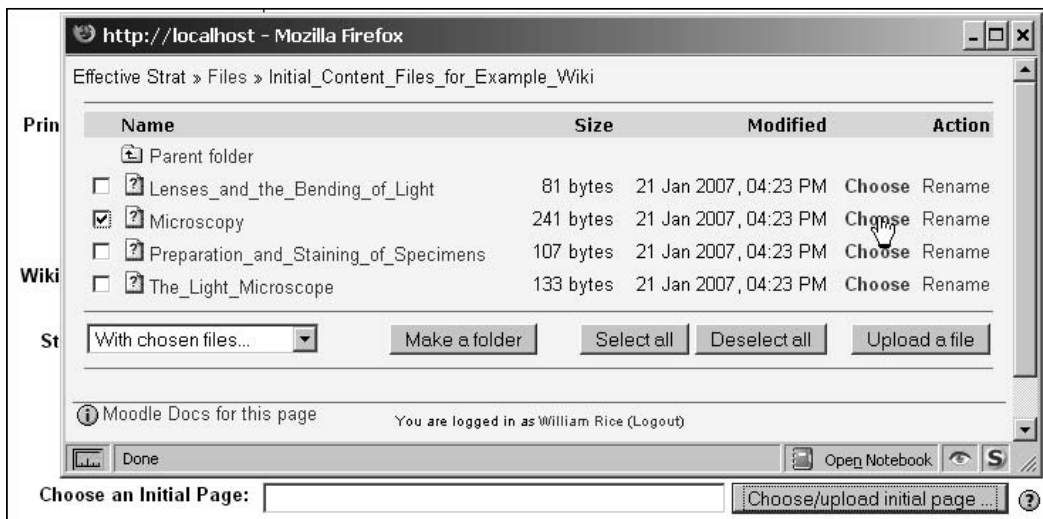 http://localhost - Mozilla Firefox
Effective Strat » Files » Initial_Content_Files_for_Example_Wiki
Prin
Name Size Modified Action
Parent folder
Lenses_and_the_Bending_of_Light 81 bytes 21 Jan 2007, 04:23 PM Choose Rename
Microscopy 241 bytes 21 Jan 2007, 04:23 PM Choose Rename
Preparation_and_Staining_of_Specimens 107 bytes 21 Jan 2007, 04:23 PM Choose Rename
Wiki
The_Light_Microscope 133 bytes 21 Jan 2007, 04:23 PM Choose Rename
St
With chosen files... Make a folder Select all Deselect all Upload a file
Moodle Docs for this page You are logged in as William Rice (Logout)
Done Open Notebook S
Choose an Initial Page: Choose/upload initial page ... ?